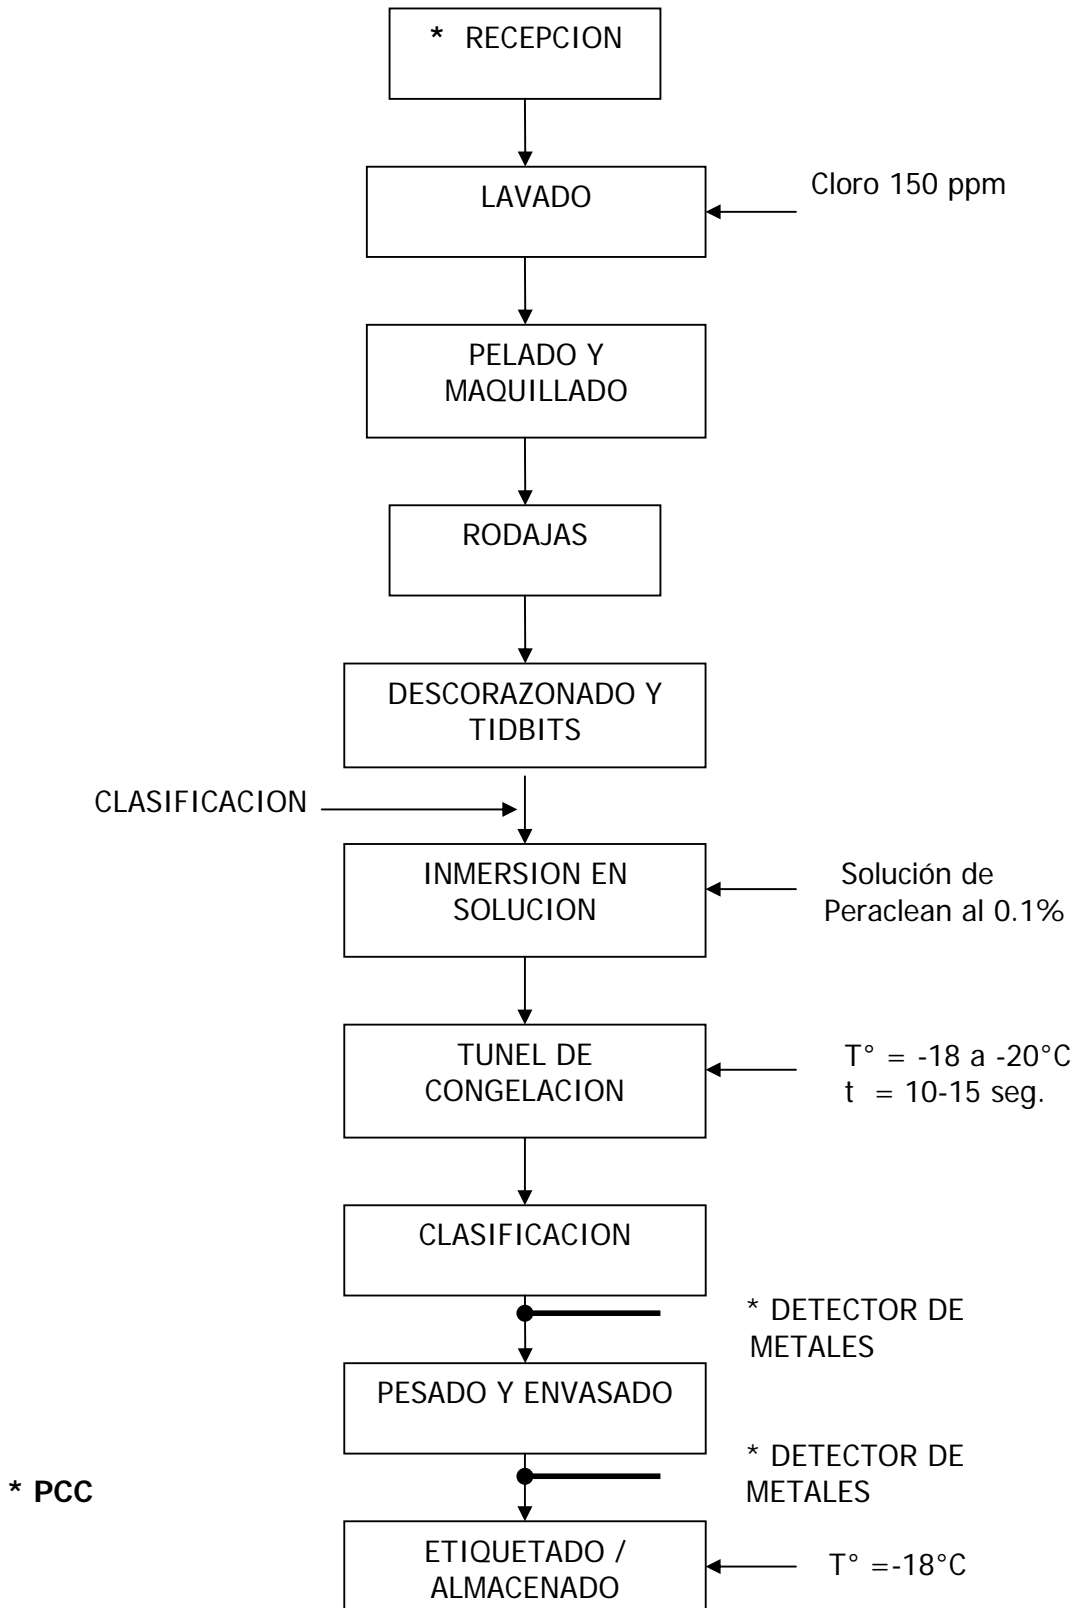 * RECEPCION
LAVADO
Cloro 150 ppm
PELADO Y
MAQUILLADO
RODAJAS
DESCORAZONADO Y
TIDBITS
CLASIFICACION
INMERSION EN
SOLUCION
Solución de
Peraclean al 0.1%
TUNEL DE
CONGELACION
T° = -18 a -20°C
t = 10-15 seg.
CLASIFICACION
* DETECTOR DE
METALES
PESADO Y ENVASADO
* DETECTOR DE
METALES
* PCC
ETIQUETADO /
ALMACENADO
T° =-18°C